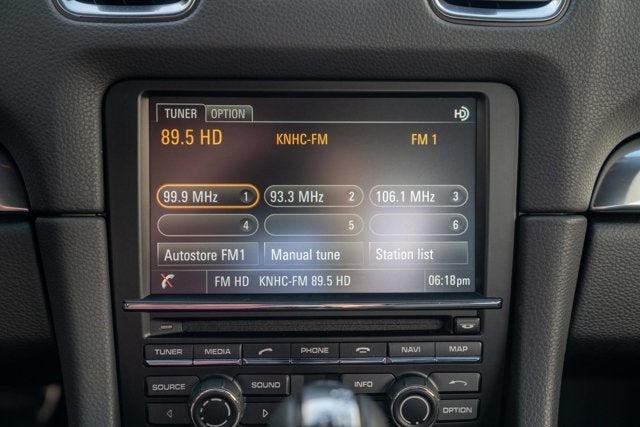 TUNER OPTION HD
89.5 HD KNHC-FM FM 1
99.9 MHz 1 93.3 MHz 2 106.1 MHz 3
4 5 6
Autostore FM1 Manual tune Station list
FM HD KNHC-FM 89.5 HD 06:18pm
TUNER MEDIA PHONE NAVI MAP
SOURCE SOUND INFO
OPTION